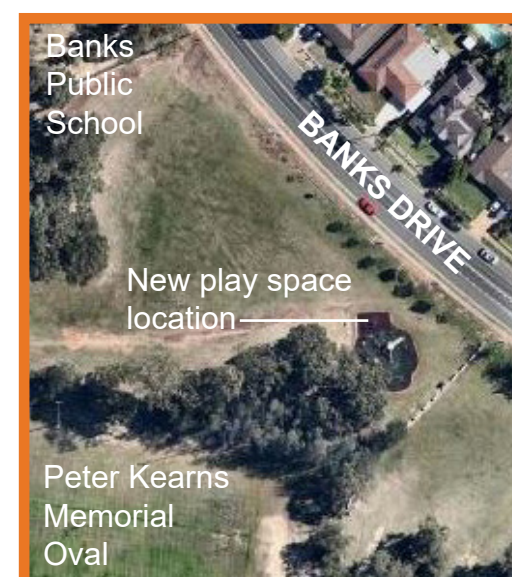 Banks
Public
School
BANKS DRIVE
New play space
location
Peter Kearns
Memorial
Oval